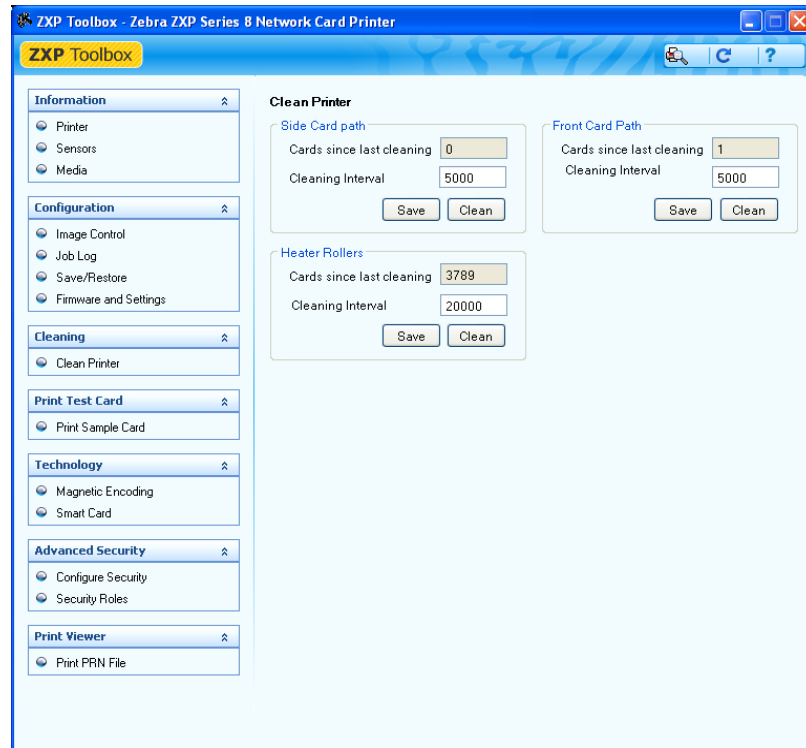 ZXP Toolbox - Zebra ZXP Series 8 Network Card Printer
ZXP Toolbox
?
Information
Printer
Sensors
Media
Configuration
Image Control
Job Log
Save/Restore
Firmware and Settings
Cleaning
Clean Printer
Print Test Card
Print Sample Card
Technology
Magnetic Encoding
Smart Card
Advanced Security
Configure Security
Security Roles
Print Viewer
Print PRN File
Clean Printer
Side Card path
Cards since last cleaning 0
Cleaning Interval 5000
Save Clean
Front Card Path
Cards since last cleaning 1
Cleaning Interval 5000
Save Clean
Heater Rollers
Cards since last cleaning 3789
Cleaning Interval 20000
Save Clean